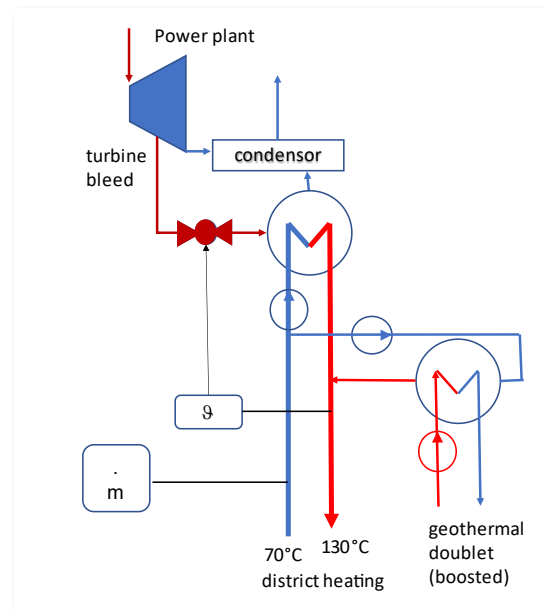 Power plant
turbine
bleed
condensor
ϑ
.
m
70°C
130°C
district heating
geothermal
doublet
(boosted)